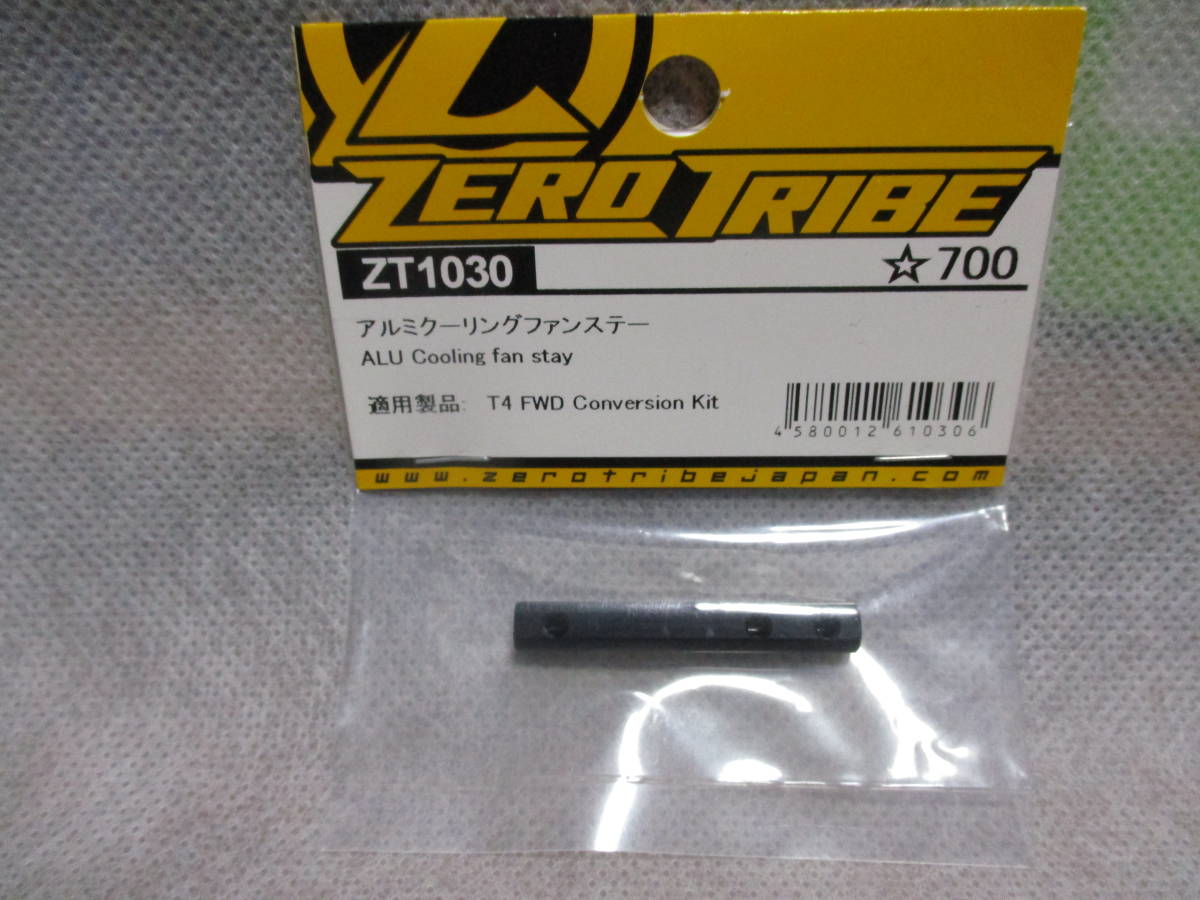 ZERO TRIBE
ZT1030 ☆700
アルミクーリングファンステー
ALU Cooling fan stay
適用製品: T4 FWD Conversion Kit
4 580012 610306
www.zerotribejapan.com